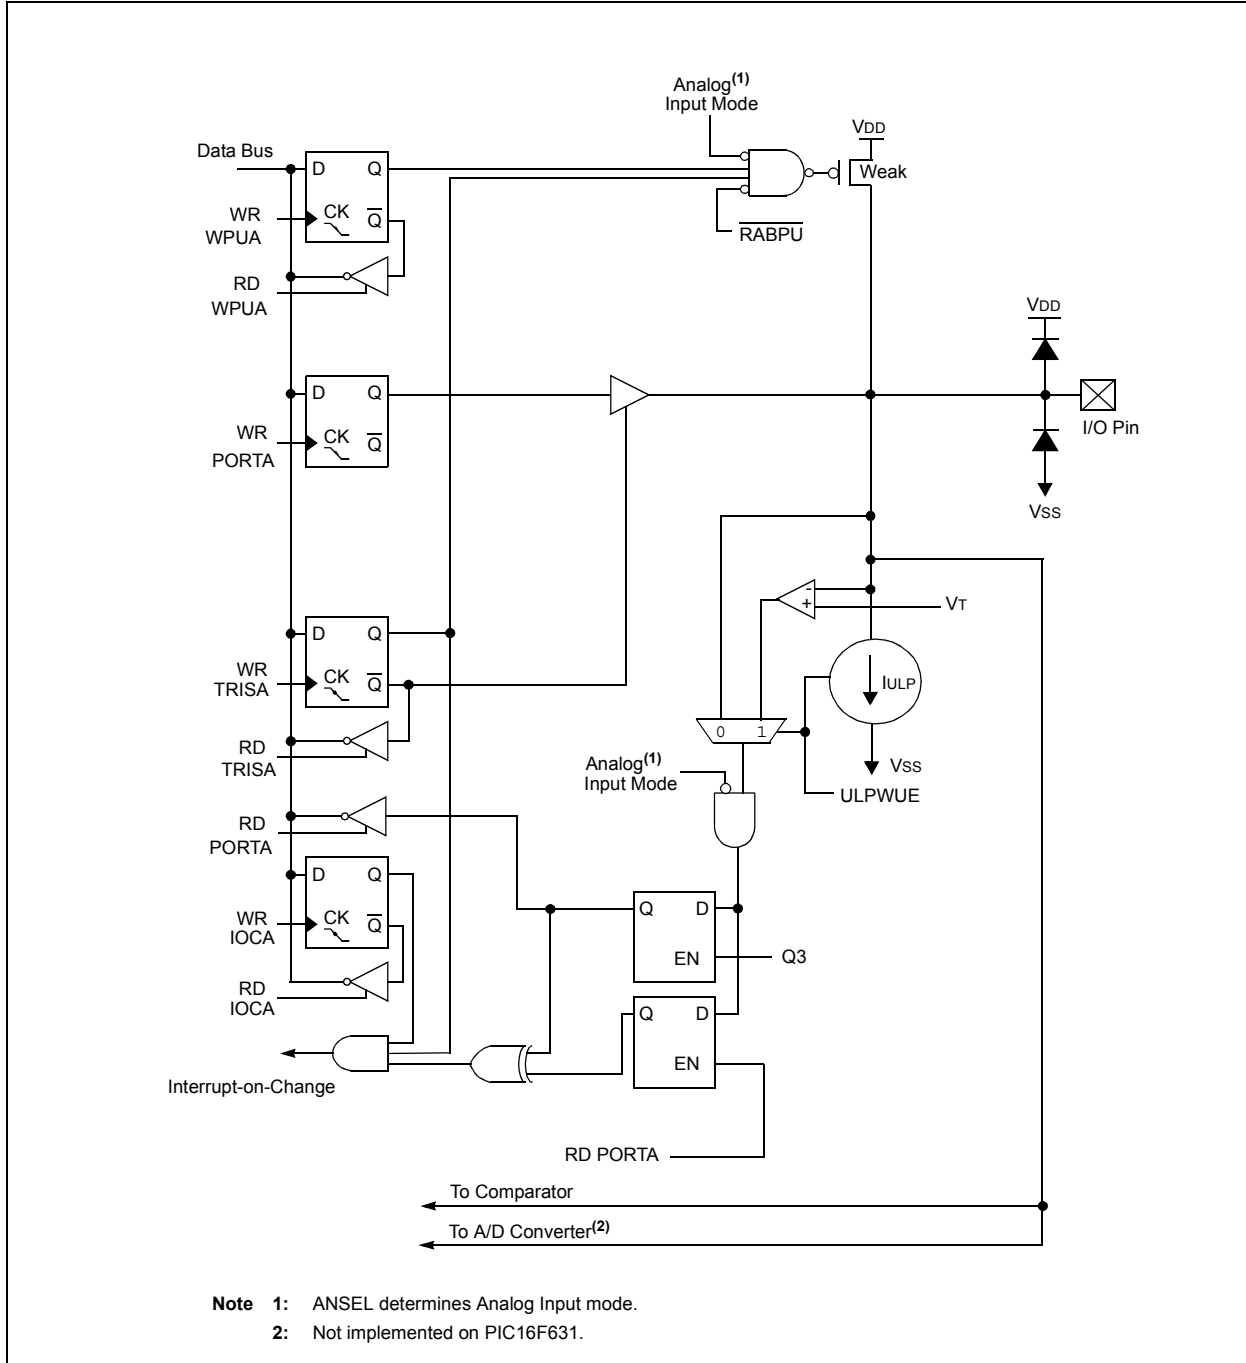 Analog(1)
Input Mode
VDD
Data Bus
D Q
Weak
WR
WPUA
CK Q
RABPU
RD
WPUA
VDD
D Q
I/O Pin
WR
PORTA
CK Q
VSS
-
+
VT
D Q
WR
TRISA
CK Q
IULP
0 1
RD
TRISA
Analog(1)
Input Mode
VSS
ULPWUE
RD
PORTA
D Q
Q D
WR
IOCA
CK Q
EN
Q3
RD
IOCA
Q D
EN
Interrupt-on-Change
RD PORTA
To Comparator
To A/D Converter(2)
Note 1: ANSEL determines Analog Input mode.
2: Not implemented on PIC16F631.